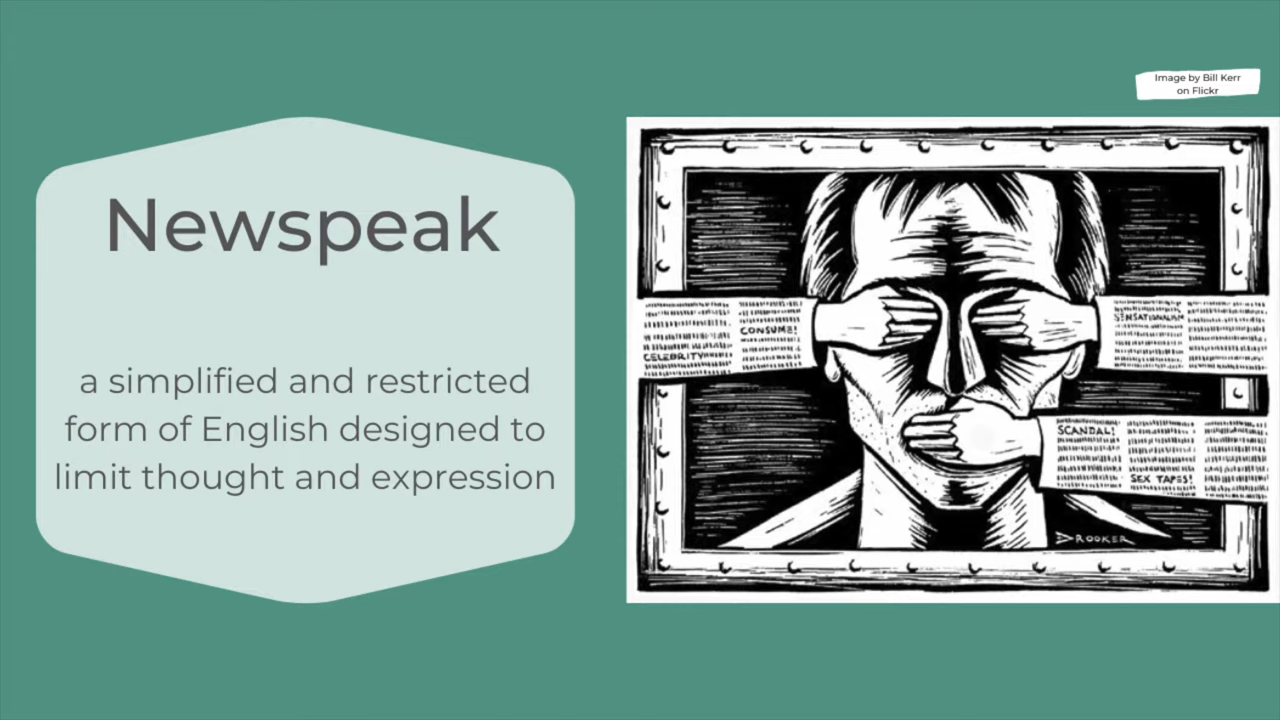 Image by Bill Kerr
on Flickr
Newspeak
a simplified and restricted
form of English designed to
limit thought and expression
CONSUME!
CELEBRITY
SENSATIONALISM
SCANDAL!
SEX TAPES!
DROOKER